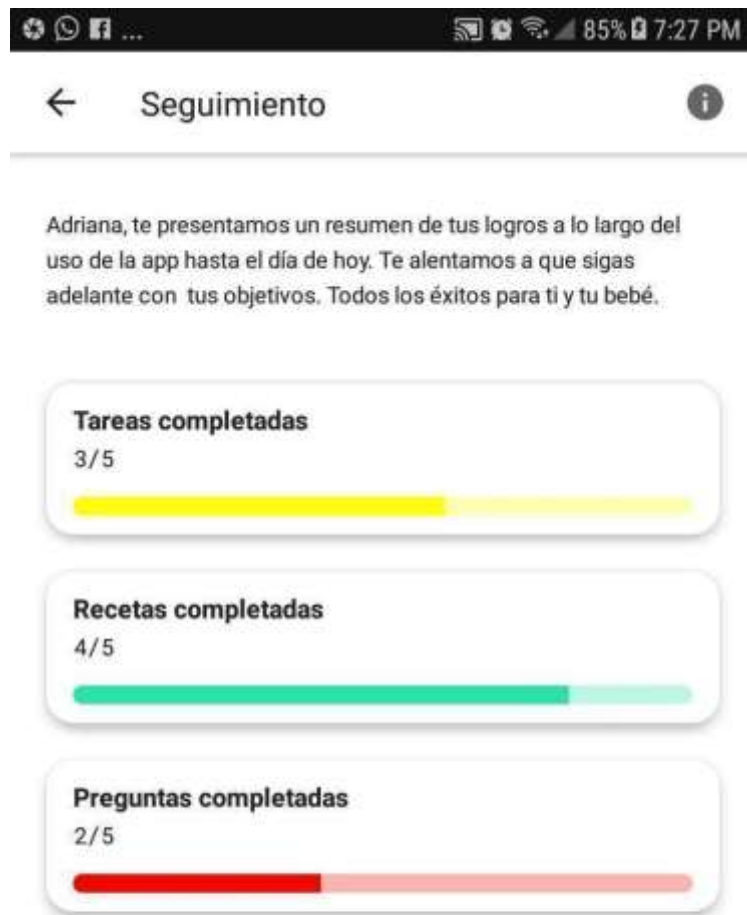 ... 85% 7:27 PM
Seguimiento
Adriana, te presentamos un resumen de tus logros a lo largo del
uso de la app hasta el día de hoy. Te alentamos a que sigas
adelante con tus objetivos. Todos los éxitos para ti y tu bebé.
Tareas completadas
3/5
Recetas completadas
4/5
Preguntas completadas
2/5